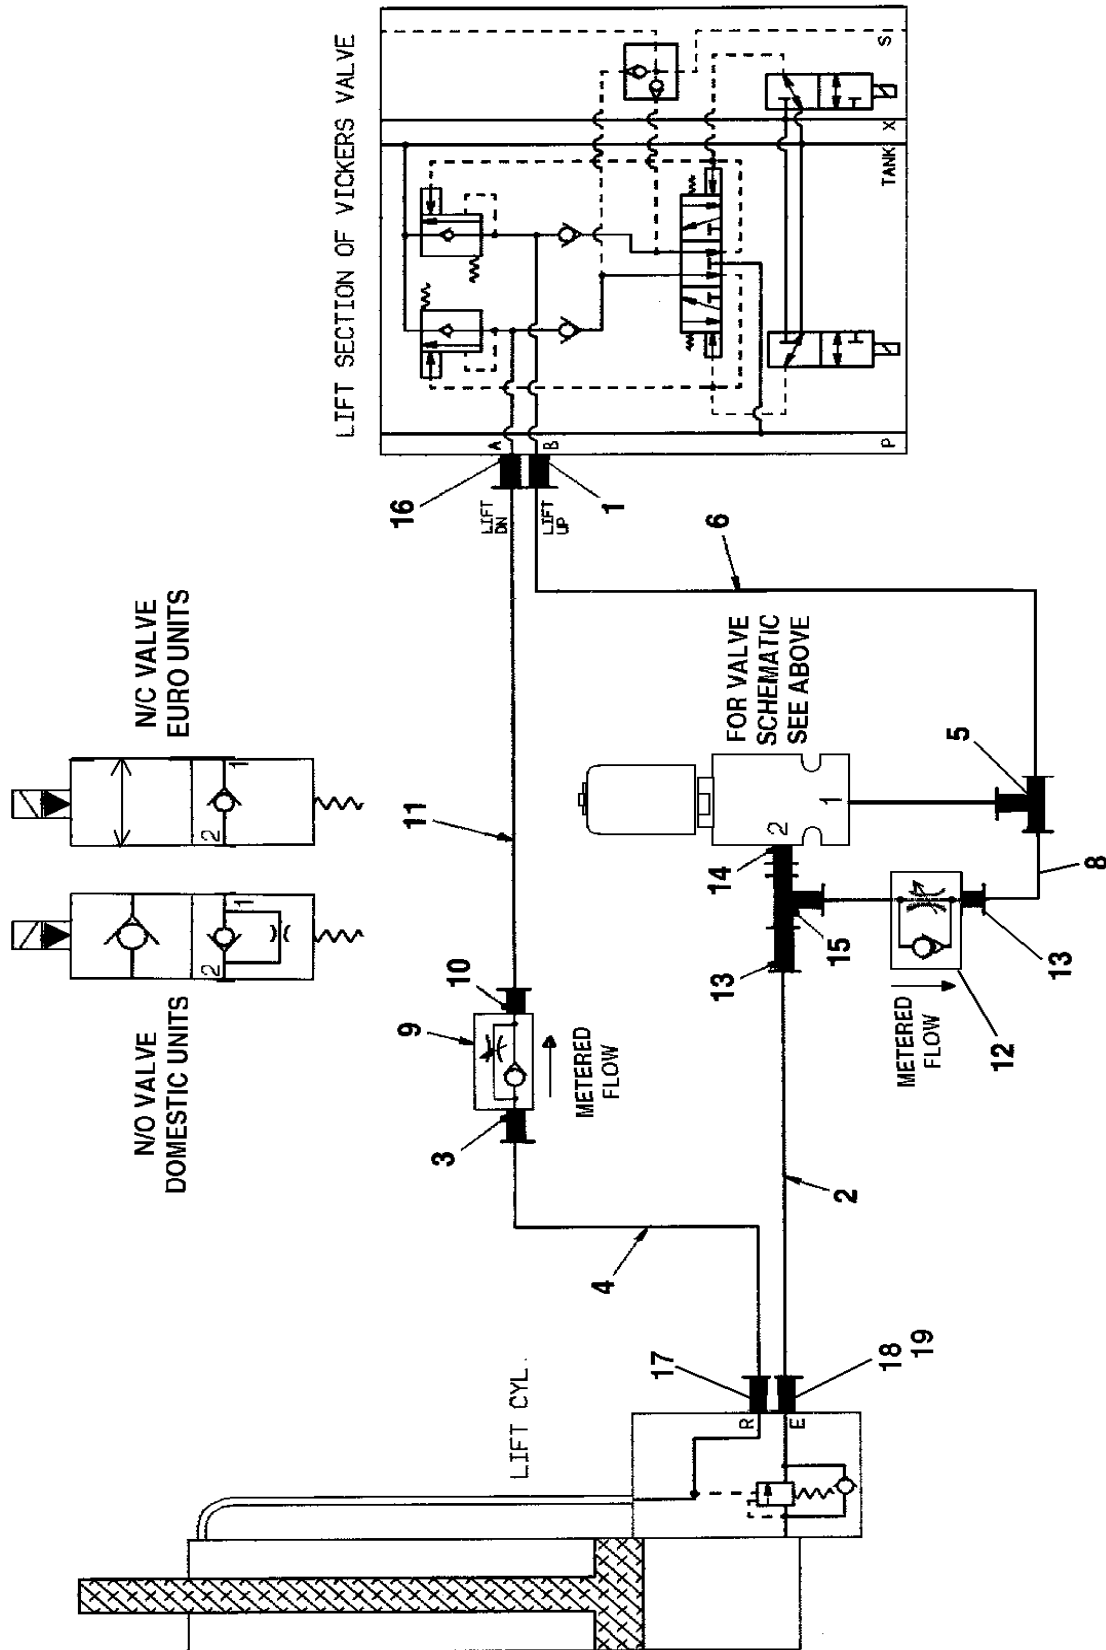 LIFT SECTION OF VICKERS VALVE
N/O VALVE
DOMESTIC UNITS
N/C VALVE
EURO UNITS
2
1
2
1
16
1
LIFT
DN
LIFT
UP
A
B
P
TANK
X
S
11
10
9
METERED
FLOW
3
4
6
FOR VALVE
SCHEMATIC
SEE ABOVE
2
1
5
8
14
15
13
13
METERED
FLOW
12
2
17
18
19
R
E
LIFT CYL.